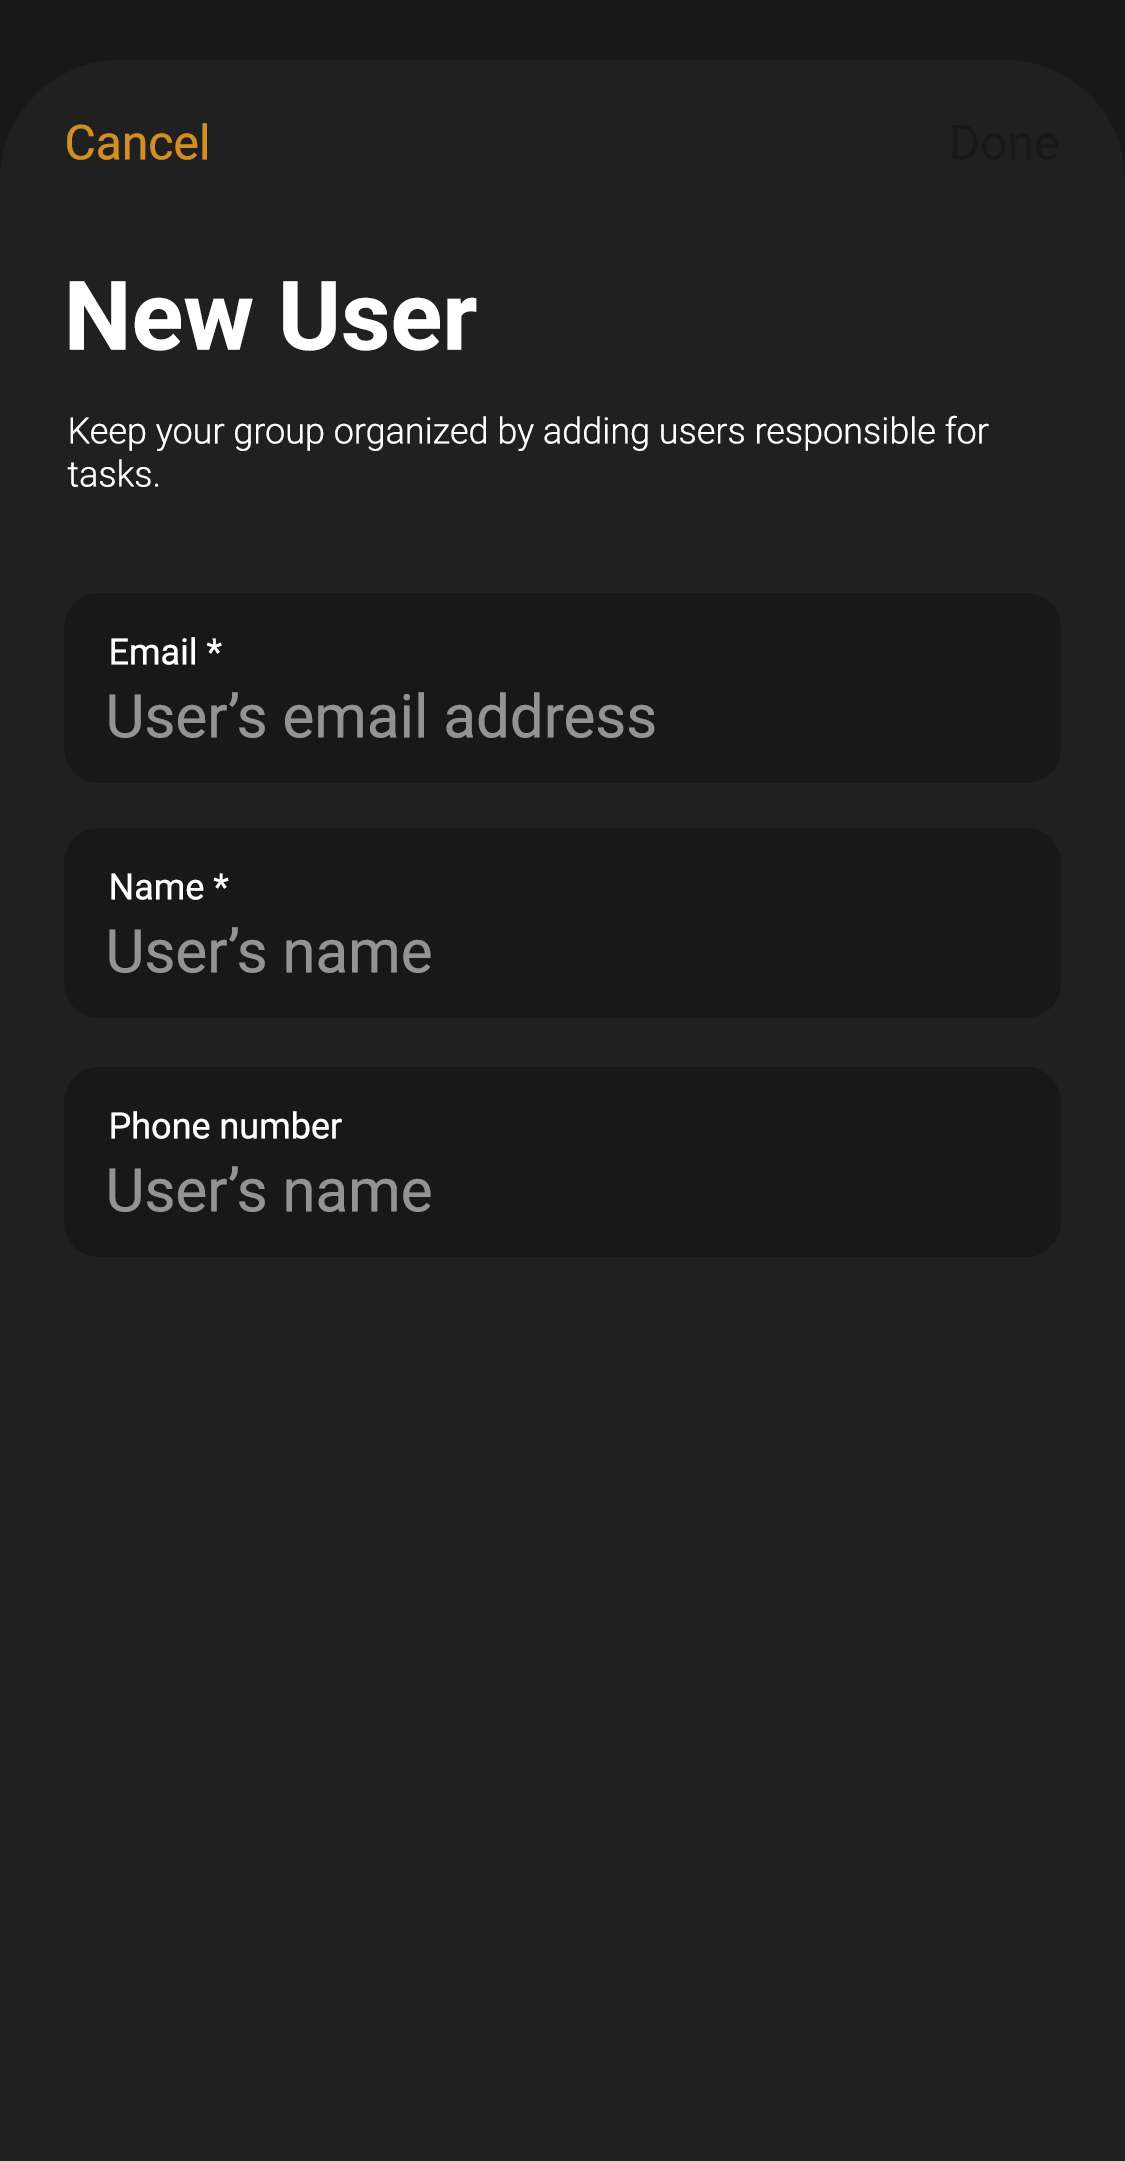 Cancel
Done
New User
Keep your group organized by adding users responsible for
tasks.
Email *
User’s email address
Name *
User’s name
Phone number
User’s name